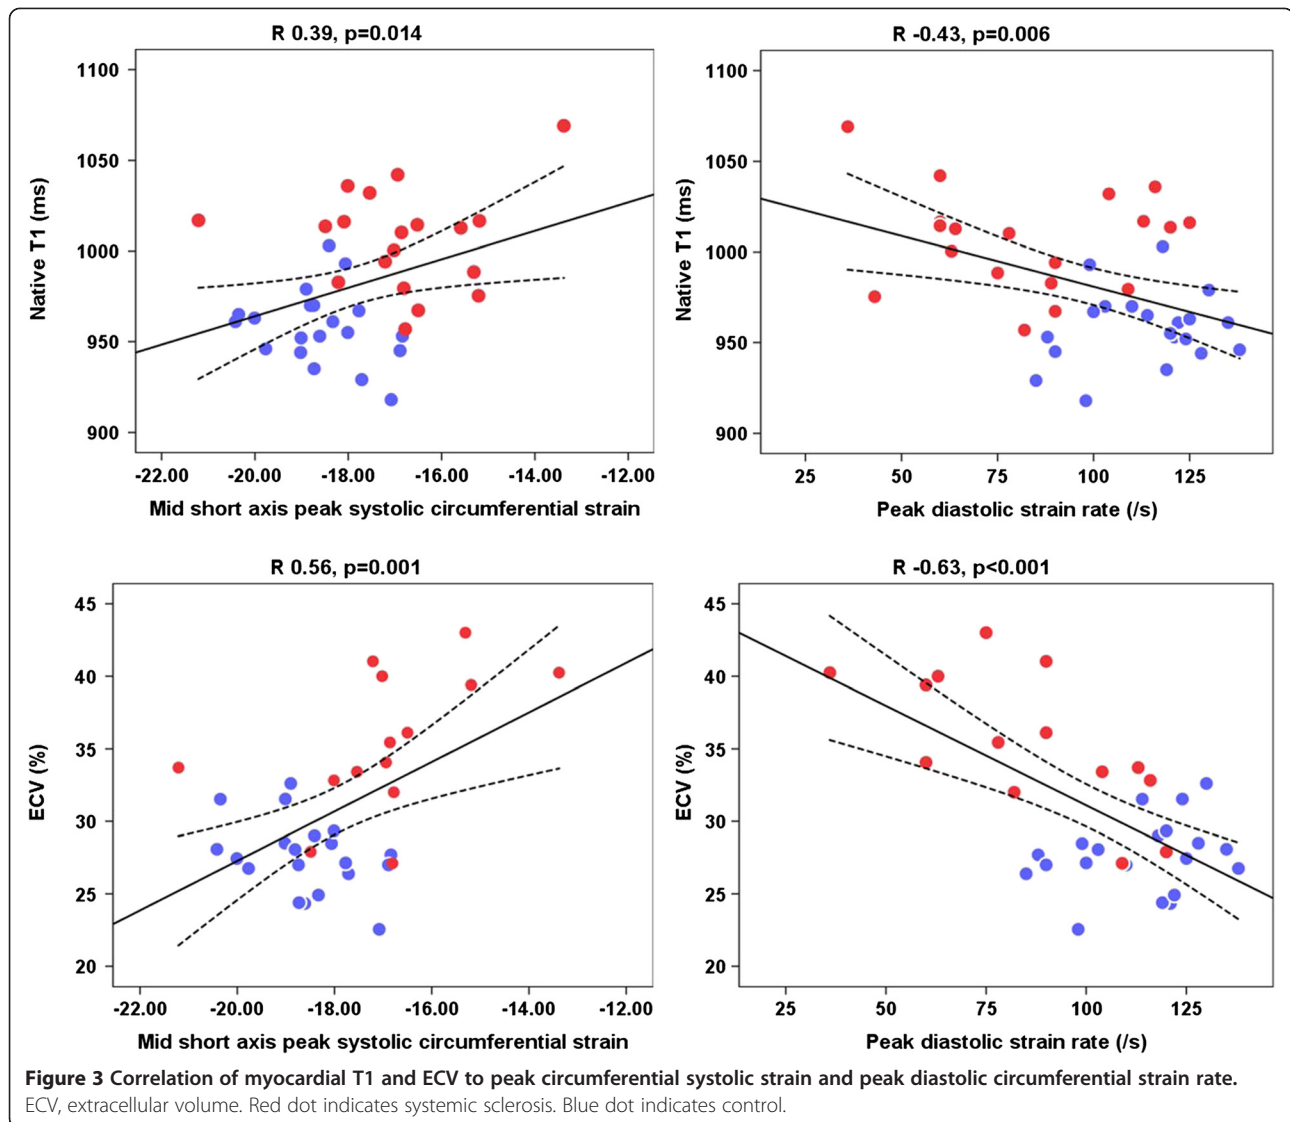 R 0.39, p=0.014
1100
1050
1000
950
900
Native T1 (ms)
-22.00 -20.00 -18.00 -16.00 -14.00 -12.00
Mid short axis peak systolic circumferential strain
R -0.43, p=0.006
1100
1050
1000
950
900
Native T1 (ms)
25 50 75 100 125
Peak diastolic strain rate (/s)
R 0.56, p=0.001
45
40
35
30
25
20
ECV (%)
-22.00 -20.00 -18.00 -16.00 -14.00 -12.00
Mid short axis peak systolic circumferential strain
R -0.63, p<0.001
45
40
35
30
25
20
ECV (%)
25 50 75 100 125
Peak diastolic strain rate (/s)
Figure 3 Correlation of myocardial T1 and ECV to peak circumferential systolic strain and peak diastolic circumferential strain rate.
ECV, extracellular volume. Red dot indicates systemic sclerosis. Blue dot indicates control.